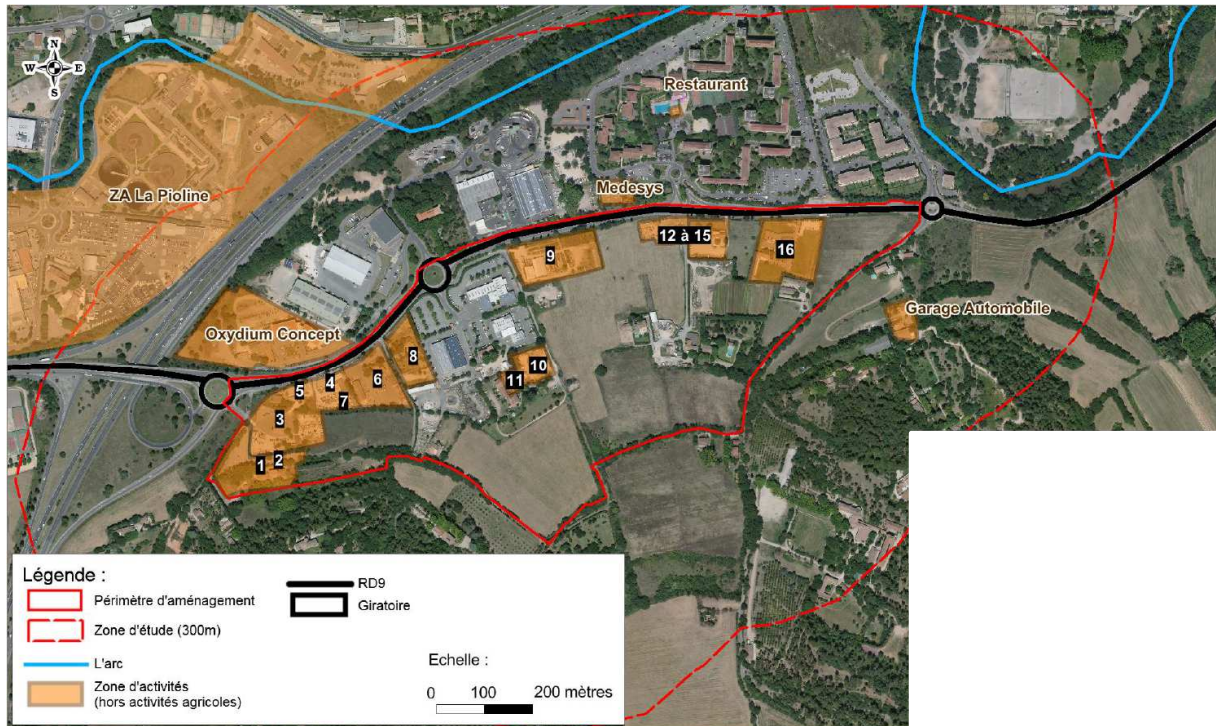 N
W E
S
Restaurant
ZA La Pioline
Medesys
12 à 15
9
16
Oxydium Concept
Garage Automobile
8
5
4
6
10
7
11
3
1
2
Légende :
Périmètre d'aménagement
Zone d'étude (300m)
L'arc
Zone d'activités
(hors activités agricoles)
RD9
Giratoire
Echelle :
0 100 200 mètres